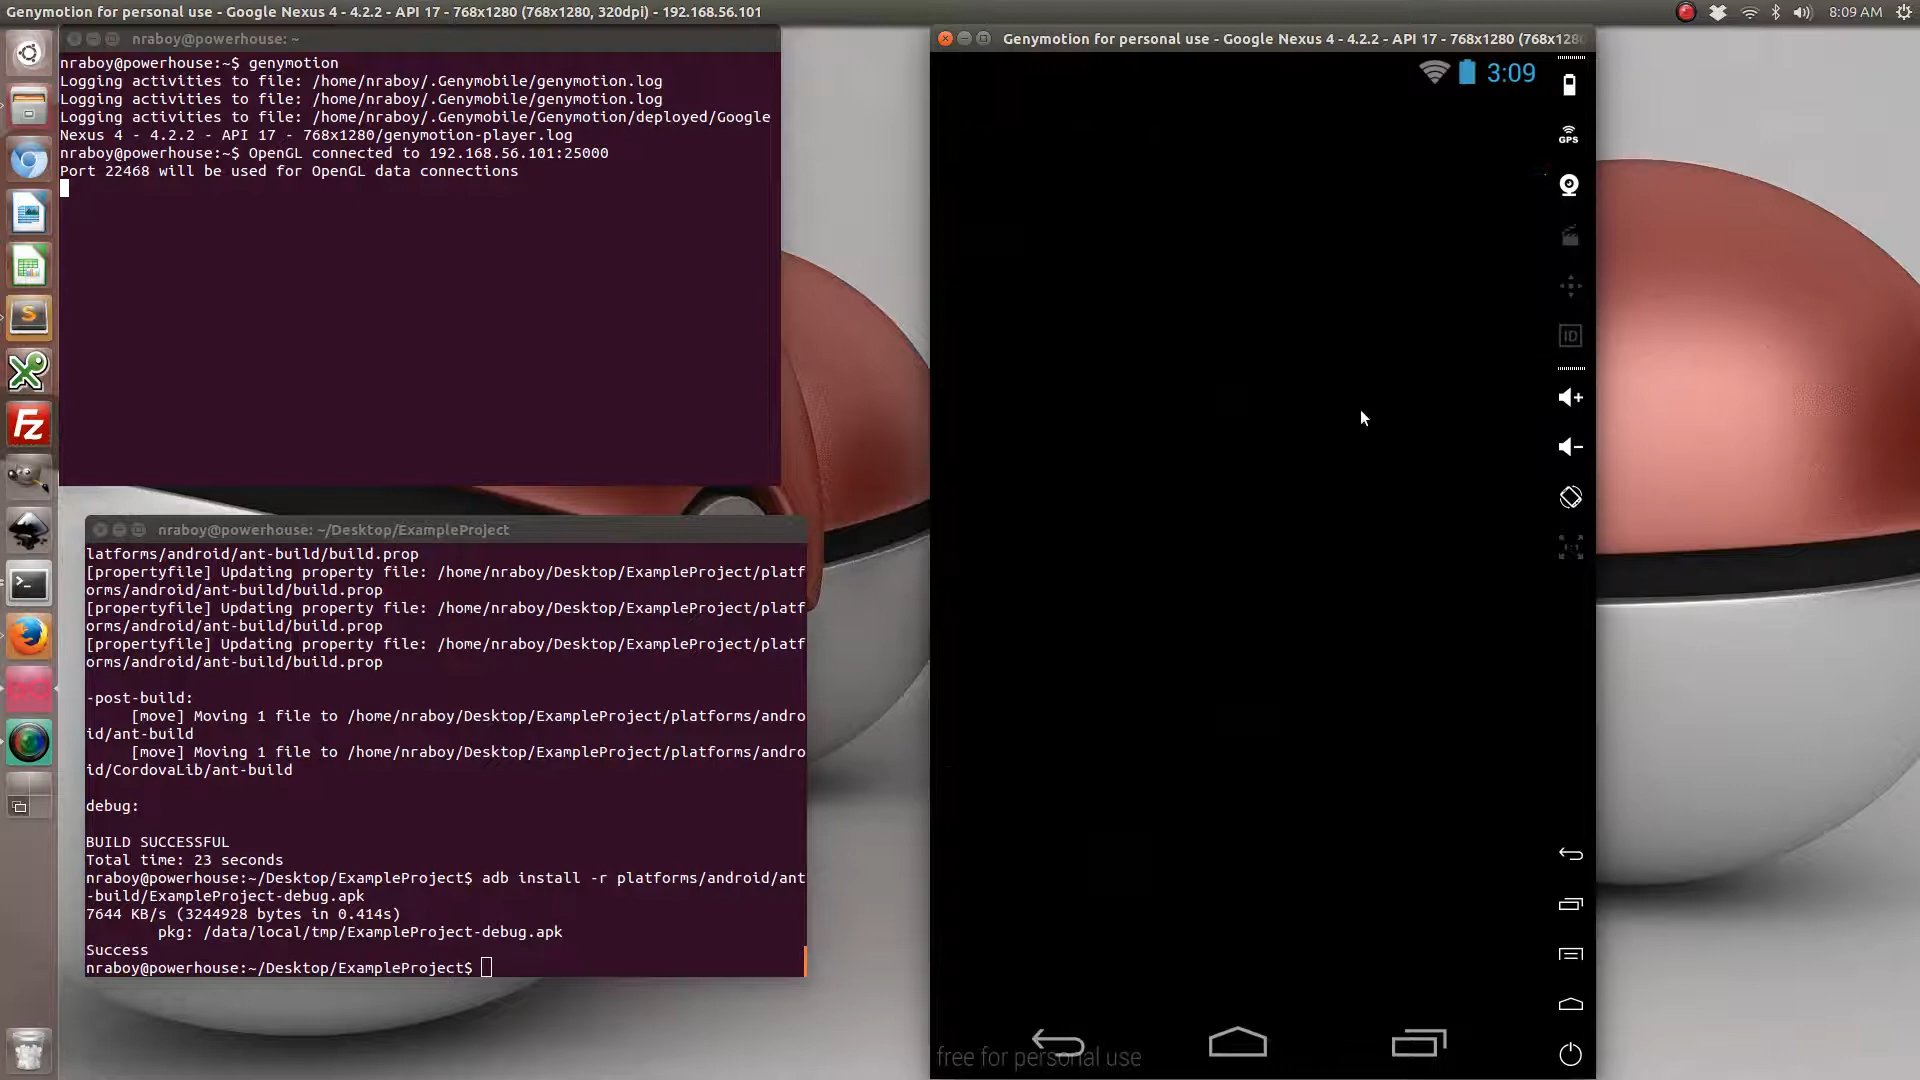 Genymotion for personal use - Google Nexus 4 - 4.2.2 - API 17 - 768x1280 (768x1280, 320dpi) - 192.168.56.101
8:09 AM
nraboy@powerhouse: ~
nraboy@powerhouse:~$ genymotion
Logging activities to file: /home/nraboy/.Genymobile/genymotion.log
Logging activities to file: /home/nraboy/.Genymobile/genymotion.log
Logging activities to file: /home/nraboy/.Genymobile/Genymotion/deployed/Google
Nexus 4 - 4.2.2 - API 17 - 768x1280/genymotion-player.log
nraboy@powerhouse:~$ OpenGL connected to 192.168.56.101:25000
Port 22468 will be used for OpenGL data connections
nraboy@powerhouse: ~/Desktop/ExampleProject
latforms/android/ant-build/build.prop
[propertyfile] Updating property file: /home/nraboy/Desktop/ExampleProject/platf
orms/android/ant-build/build.prop
[propertyfile] Updating property file: /home/nraboy/Desktop/ExampleProject/platf
orms/android/ant-build/build.prop
[propertyfile] Updating property file: /home/nraboy/Desktop/ExampleProject/platf
orms/android/ant-build/build.prop
-post-build:
[move] Moving 1 file to /home/nraboy/Desktop/ExampleProject/platforms/andro
id/ant-build
[move] Moving 1 file to /home/nraboy/Desktop/ExampleProject/platforms/andro
id/CordovaLib/ant-build
debug:
BUILD SUCCESSFUL
Total time: 23 seconds
nraboy@powerhouse:~/Desktop/ExampleProject$ adb install -r platforms/android/ant
-build/ExampleProject-debug.apk
7644 KB/s (3244928 bytes in 0.414s)
pkg: /data/local/tmp/ExampleProject-debug.apk
Success
nraboy@powerhouse:~/Desktop/ExampleProject$
Genymotion for personal use - Google Nexus 4 - 4.2.2 - API 17 - 768x1280 (768x1280
3:09
GPS
ID
1:1
free for personal use